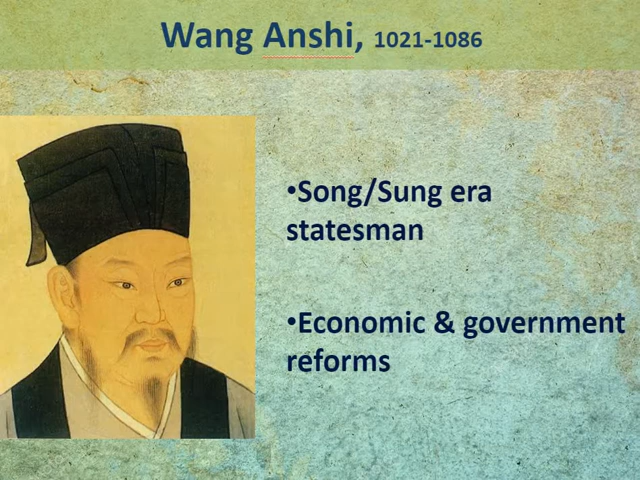 Wang Anshi, 1021-1086
•Song/Sung era
statesman
•Economic & government
reforms